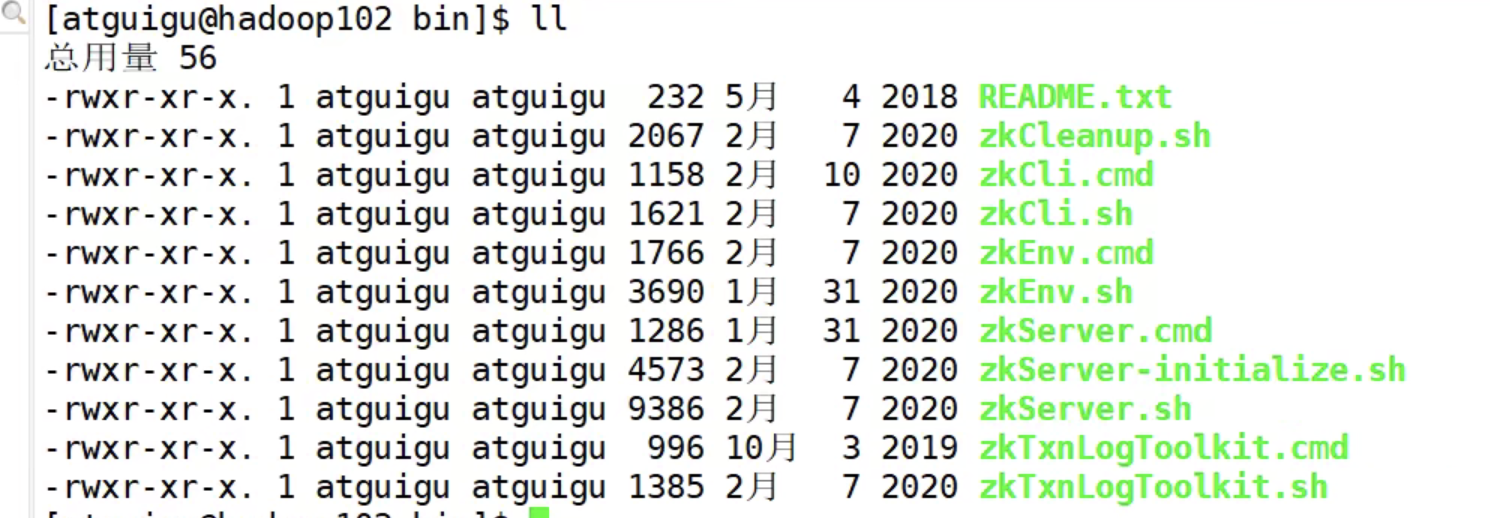 [atguigu@hadoop102 bin]$ ll
总用量 56
-rwxr-xr-x. 1 atguigu atguigu  232 5月   4 2018 README.txt
-rwxr-xr-x. 1 atguigu atguigu 2067 2月   7 2020 zkCleanup.sh
-rwxr-xr-x. 1 atguigu atguigu 1158 2月  10 2020 zkCli.cmd
-rwxr-xr-x. 1 atguigu atguigu 1621 2月   7 2020 zkCli.sh
-rwxr-xr-x. 1 atguigu atguigu 1766 2月   7 2020 zkEnv.cmd
-rwxr-xr-x. 1 atguigu atguigu 3690 1月  31 2020 zkEnv.sh
-rwxr-xr-x. 1 atguigu atguigu 1286 1月  31 2020 zkServer.cmd
-rwxr-xr-x. 1 atguigu atguigu 4573 2月   7 2020 zkServer-initialize.sh
-rwxr-xr-x. 1 atguigu atguigu 9386 2月   7 2020 zkServer.sh
-rwxr-xr-x. 1 atguigu atguigu  996 10月  3 2019 zkTxnLogToolkit.cmd
-rwxr-xr-x. 1 atguigu atguigu 1385 2月   7 2020 zkTxnLogToolkit.sh
[atguigu@hadoop102 bin]$